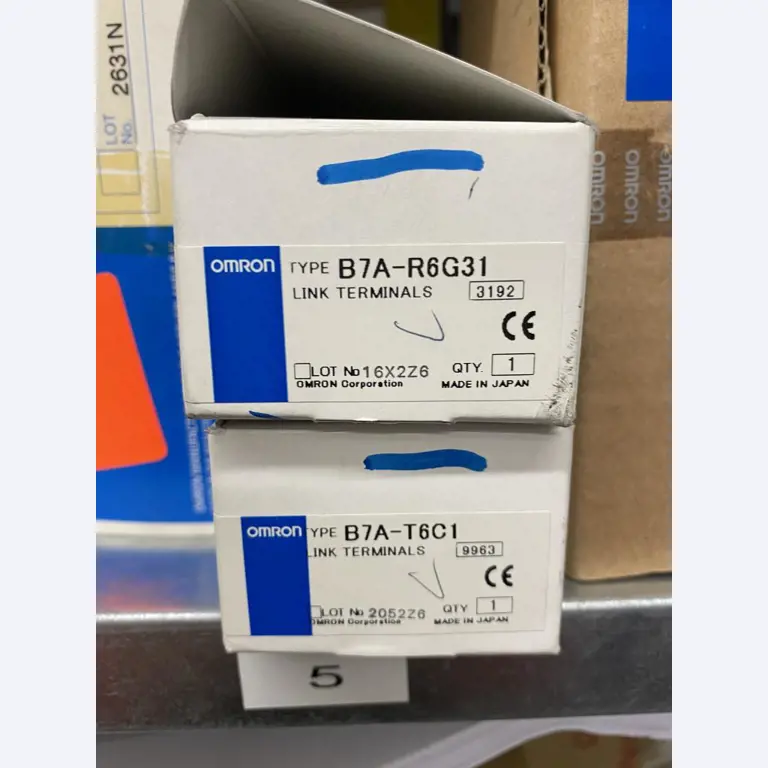 LOT No. 2631N
OMRON
TYPE B7A-R6G31
LINK TERMINALS 3192
CE
LOT No 16X2Z6 QTY. 1
OMRON Corporation MADE IN JAPAN
OMRON
TYPE B7A-T6C1
LINK TERMINALS 9963
CE
LOT No 2052Z6 QTY 1
OMRON Corporation MADE IN JAPAN
5
OMRON
OMRON
OMRON